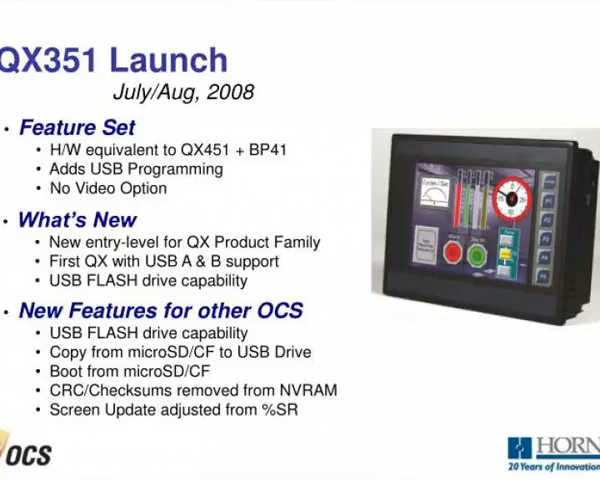 QX351 Launch
July/Aug, 2008
• Feature Set
• H/W equivalent to QX451 + BP41
• Adds USB Programming
• No Video Option
• What's New
• New entry-level for QX Product Family
• First QX with USB A & B support
• USB FLASH drive capability
• New Features for other OCS
• USB FLASH drive capability
• Copy from microSD/CF to USB Drive
• Boot from microSD/CF
• CRC/Checksums removed from NVRAM
• Screen Update adjusted from %SR
Cycles / Sec
OCS
HORN
20 Years of Innovation